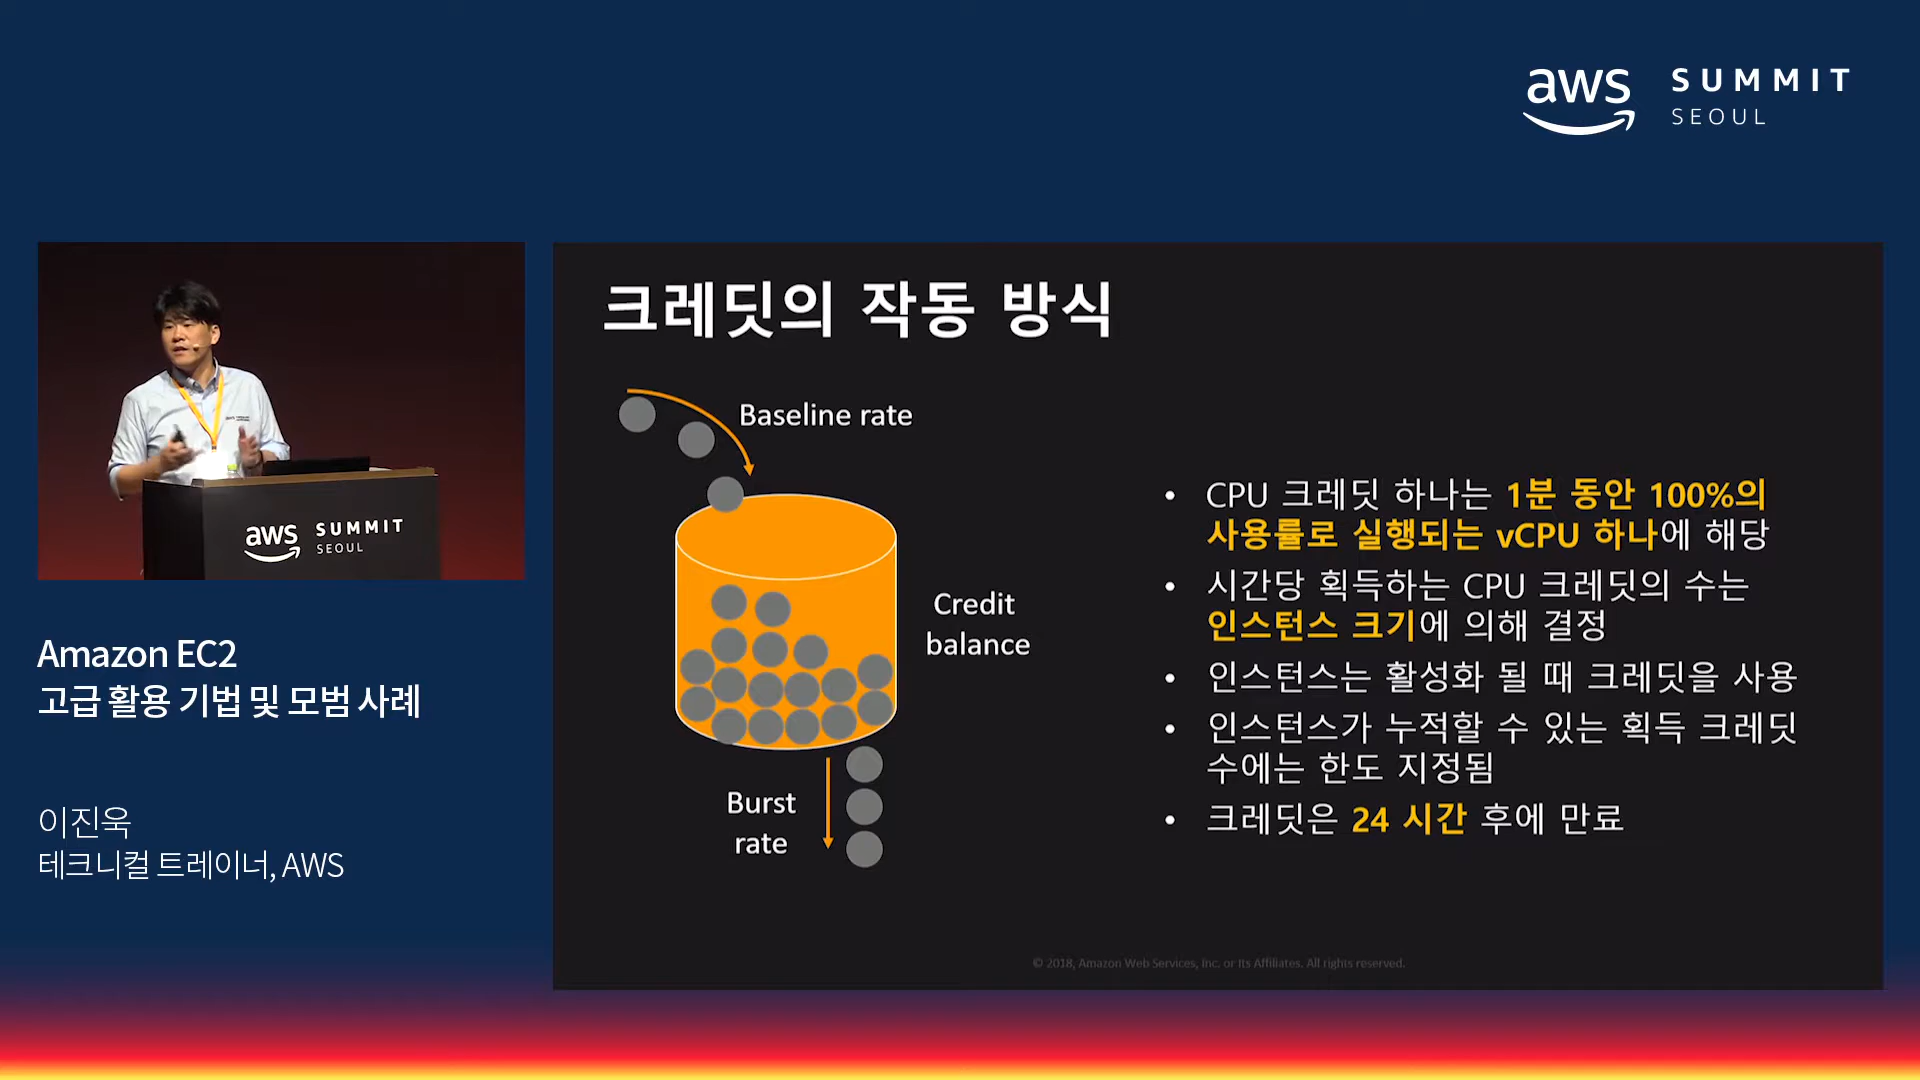 aws SUMMIT
SEOUL
aws SUMMIT
SEOUL
Amazon EC2
고급 활용 기법 및 모범 사례
이진욱
테크니컬 트레이너, AWS
크레딧의 작동 방식
Baseline rate
Credit
balance
Burst
rate
• CPU 크레딧 하나는 1분 동안 100%의
사용률로 실행되는 vCPU 하나에 해당
• 시간당 획득하는 CPU 크레딧의 수는
인스턴스 크기에 의해 결정
• 인스턴스는 활성화 될 때 크레딧을 사용
• 인스턴스가 누적할 수 있는 획득 크레딧
수에는 한도 지정됨
• 크레딧은 24 시간 후에 만료
© 2018, Amazon Web Services, Inc. or its Affiliates. All rights reserved.